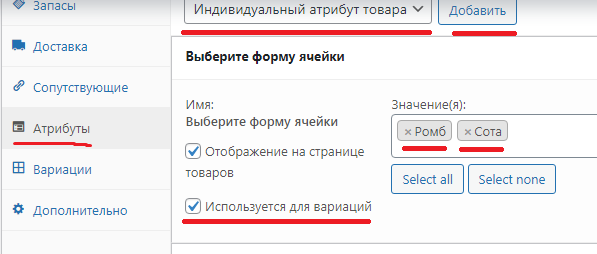 Запасы
Доставка
Сопутствующие
Атрибуты
Вариации
Дополнительно
Индивидуальный атрибут товара
Добавить
Выберите форму ячейки
Имя:
Выберите форму ячейки
Отображение на странице
товаров
Используется для вариаций
Значение(я):
× Ромб × Сота
Select all Select none